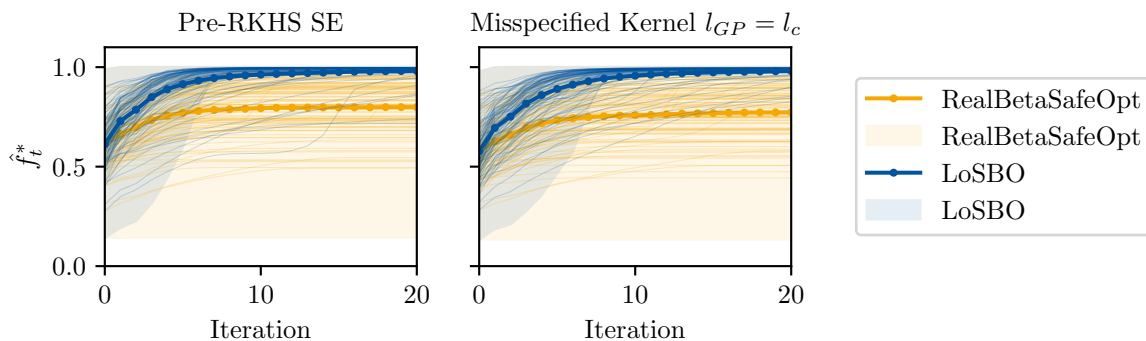 Pre-RKHS SE
Misspecified Kernel $l_{GP} = l_c$
1.0
0.5
0.0
$\hat{f}_t^*$
0
10
20
Iteration
0
10
20
Iteration
RealBetaSafeOpt
RealBetaSafeOpt
LoSBO
LoSBO